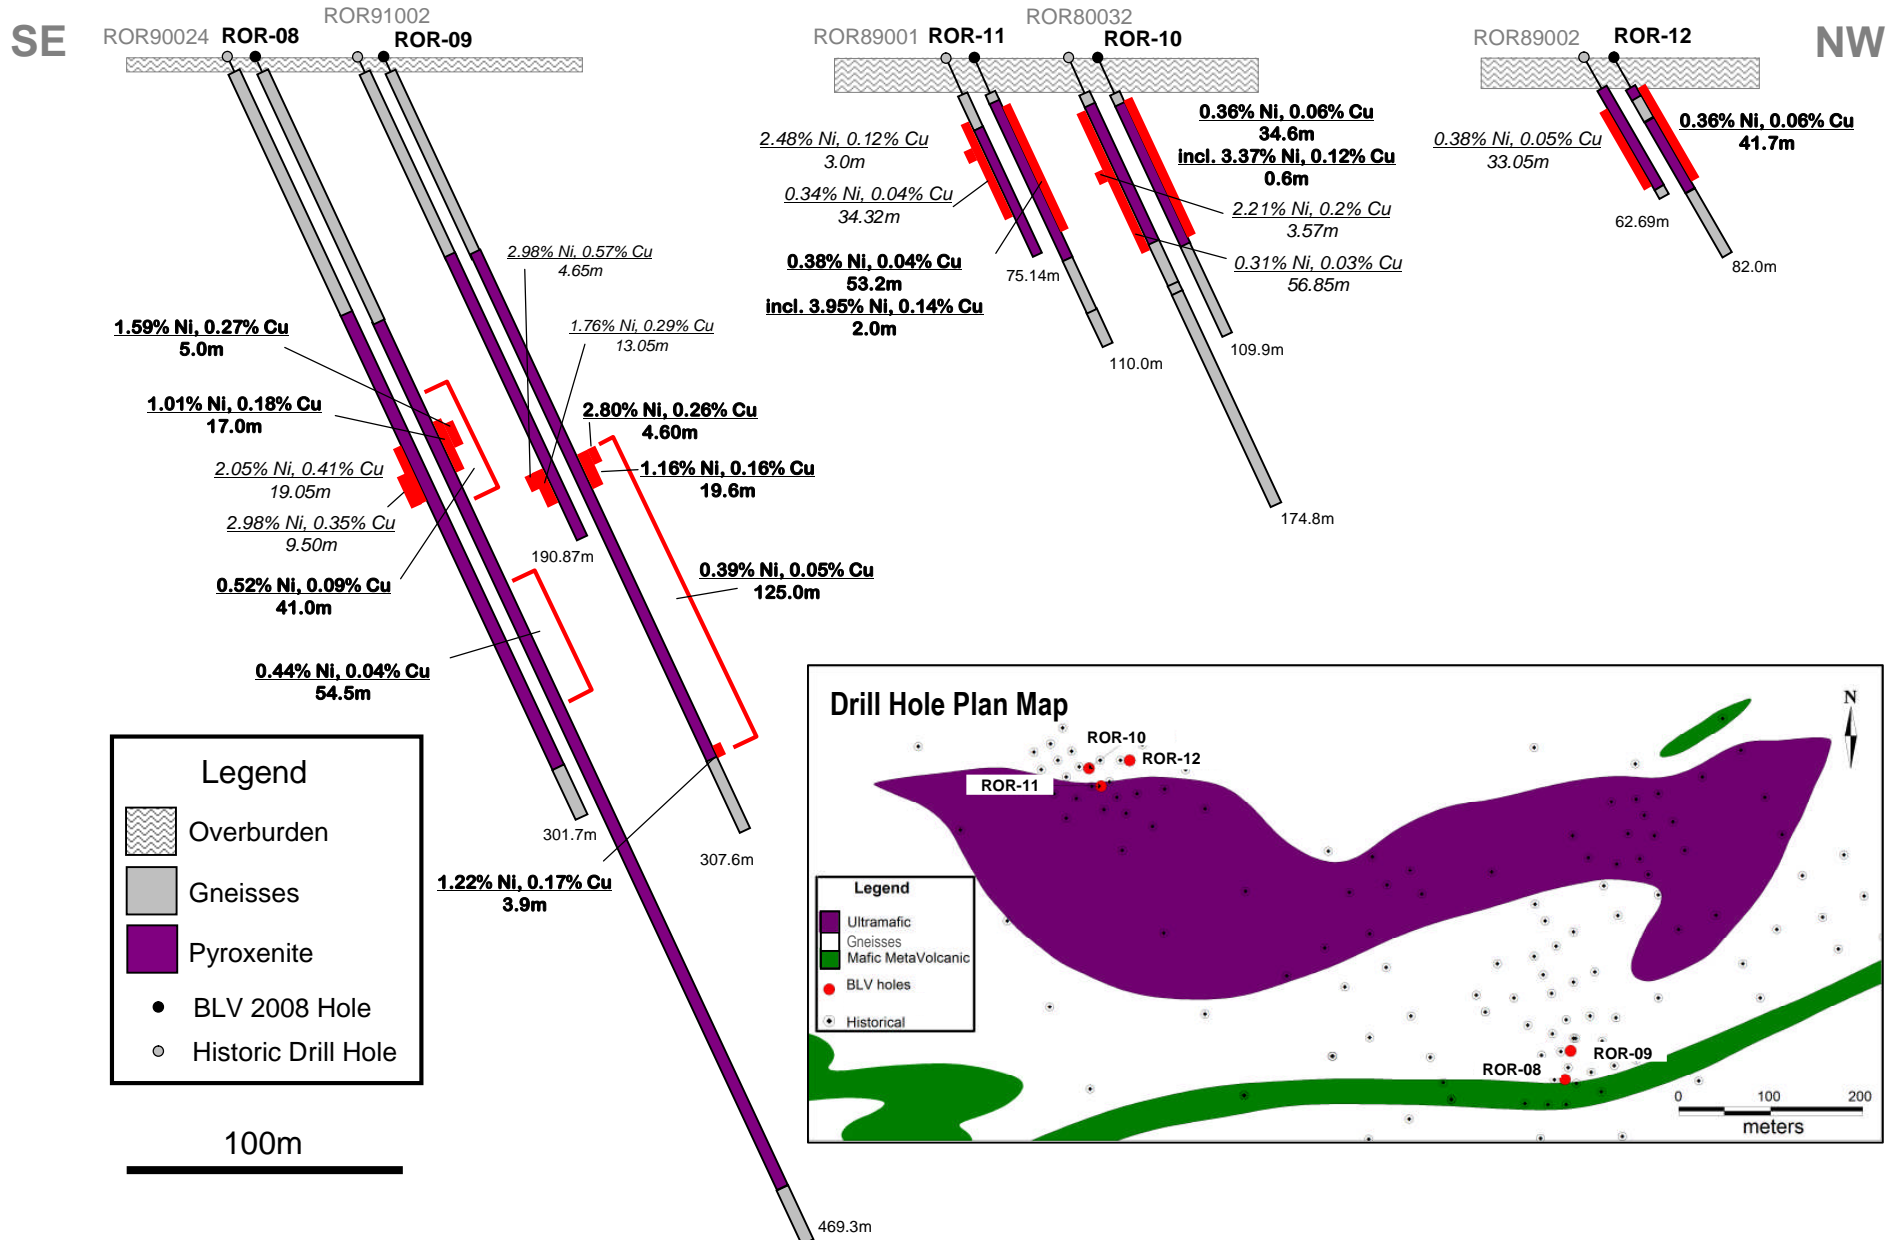 SE
NW
ROR90024
ROR-08
ROR91002
ROR-09
ROR89001
ROR-11
ROR80032
ROR-10
ROR89002
ROR-12
2.48% Ni, 0.12% Cu
3.0m
0.34% Ni, 0.04% Cu
34.32m
0.38% Ni, 0.04% Cu
53.2m
incl. 3.95% Ni, 0.14% Cu
2.0m
75.14m
110.0m
0.36% Ni, 0.06% Cu
34.6m
incl. 3.37% Ni, 0.12% Cu
0.6m
2.21% Ni, 0.2% Cu
3.57m
0.31% Ni, 0.03% Cu
56.85m
109.9m
174.8m
0.38% Ni, 0.05% Cu
33.05m
0.36% Ni, 0.06% Cu
41.7m
62.69m
82.0m
2.98% Ni, 0.57% Cu
4.65m
1.76% Ni, 0.29% Cu
13.05m
1.59% Ni, 0.27% Cu
5.0m
1.01% Ni, 0.18% Cu
17.0m
2.05% Ni, 0.41% Cu
19.05m
2.98% Ni, 0.35% Cu
9.50m
0.52% Ni, 0.09% Cu
41.0m
0.44% Ni, 0.04% Cu
54.5m
2.80% Ni, 0.26% Cu
4.60m
1.16% Ni, 0.16% Cu
19.6m
190.87m
0.39% Ni, 0.05% Cu
125.0m
301.7m
307.6m
1.22% Ni, 0.17% Cu
3.9m
469.3m
Legend
Overburden
Gneisses
Pyroxenite
BLV 2008 Hole
Historic Drill Hole
100m
Drill Hole Plan Map
N
ROR-10
ROR-12
ROR-11
Legend
Ultramafic
Gneisses
Mafic MetaVolcanic
BLV holes
Historical
ROR-09
ROR-08
0 100 200
meters